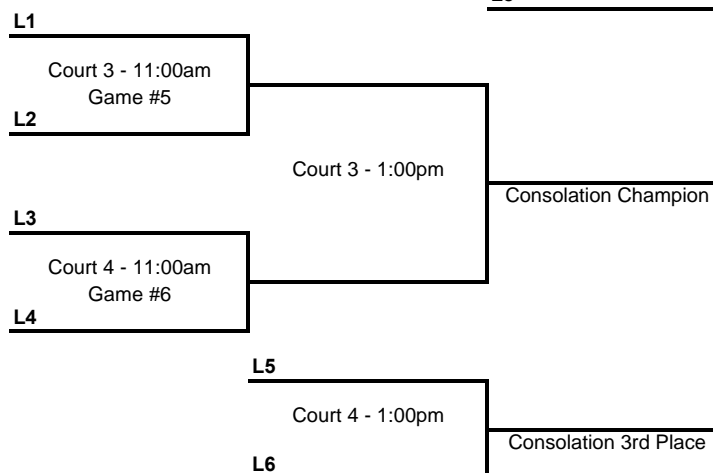 L1
Court 3 - 11:00am
Game #5
L2
Court 3 - 1:00pm
Consolation Champion
L3
Court 4 - 11:00am
Game #6
L4
L5
Court 4 - 1:00pm
Consolation 3rd Place
L6